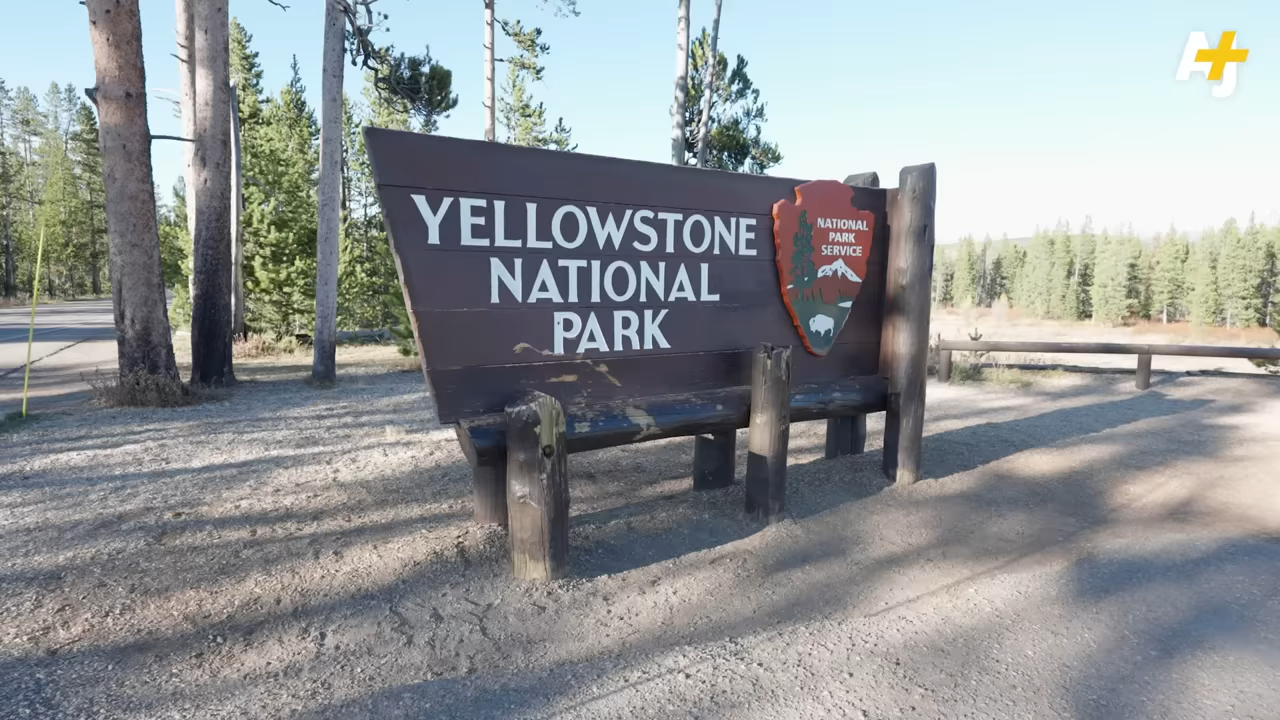 AJ+
YELLOWSTONE
NATIONAL
PARK
NATIONAL
PARK
SERVICE